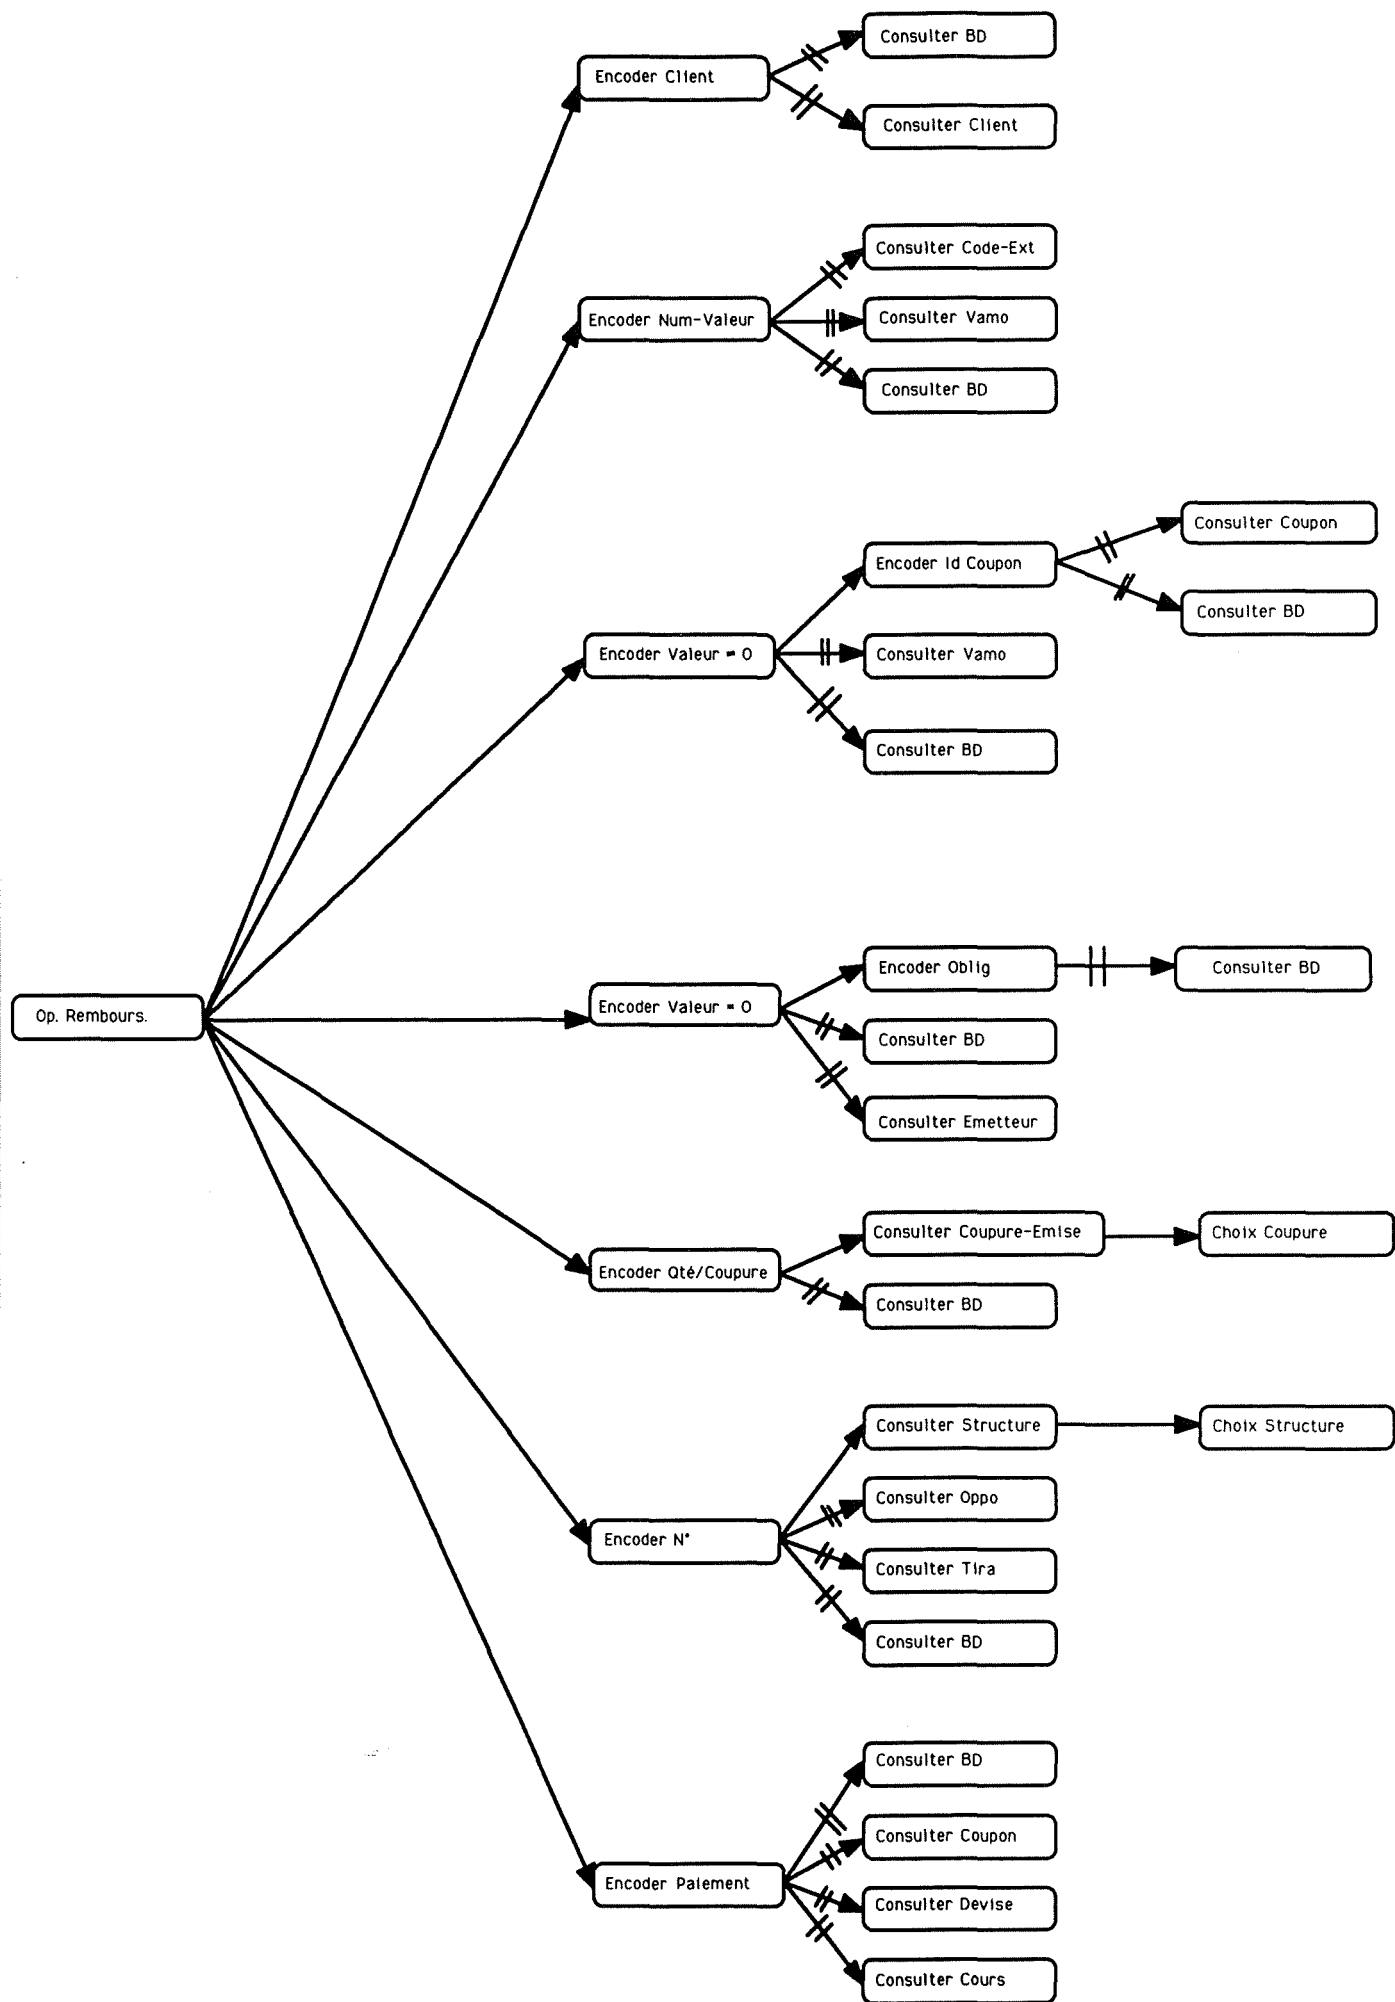 Consulter BD
Encoder Client
Consulter Client
Consulter Code-Ext
Encoder Num-Valeur
Consulter Vamo
Consulter BD
Consulter Coupon
Encoder Id Coupon
Consulter BD
Encoder Valeur = 0
Consulter Vamo
Consulter BD
Encoder Oblig
Consulter BD
Op. Rembours.
Encoder Valeur = 0
Consulter BD
Consulter Emetteur
Consulter Coupure-Emise
Choix Coupure
Encoder Qté/Coupure
Consulter BD
Consulter Structure
Choix Structure
Consulter Oppo
Encoder N°
Consulter Tira
Consulter BD
Consulter BD
Consulter Coupon
Encoder Paiement
Consulter Devise
Consulter Cours